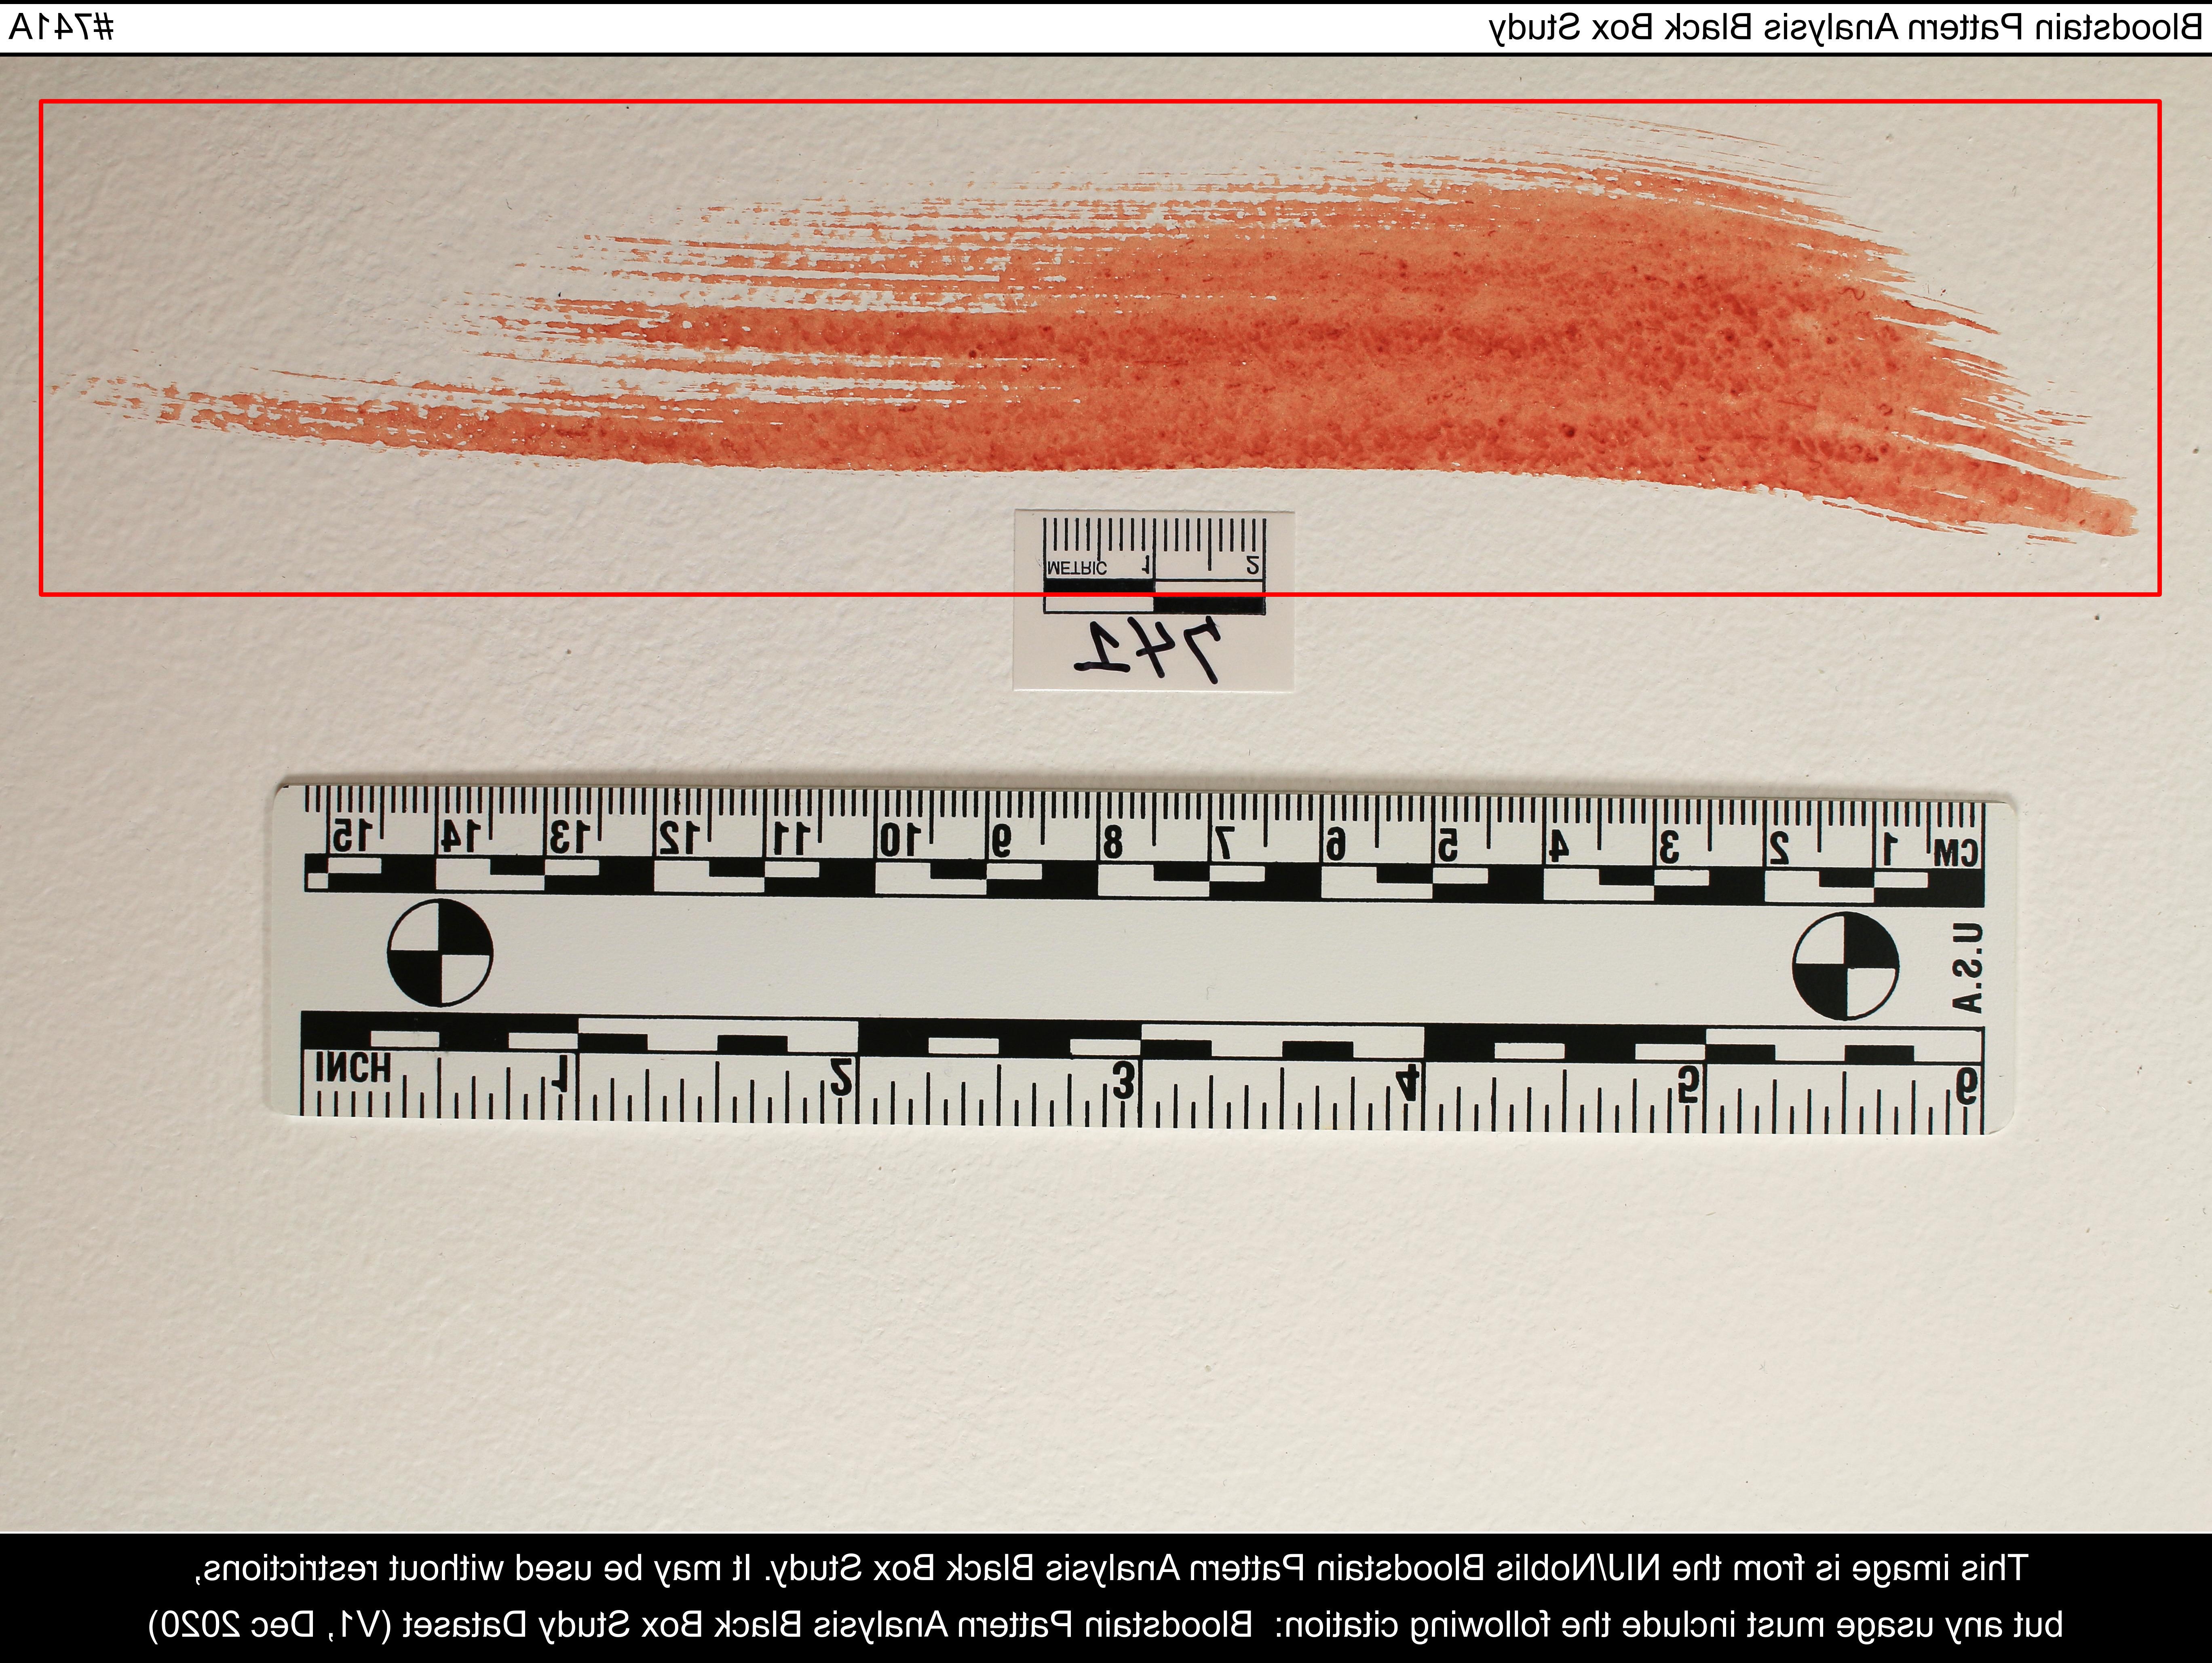 Bloodstain Pattern Analysis Black Box Study #741A
METRIC 1 2
741
CM 1 2 3 4 5 6 7 8 9 10 11 12 13 14 15
U.S.A
INCH 1 2 3 4 5 6
This image is from the NIJ/Noblis Bloodstain Pattern Analysis Black Box Study. It may be used without restrictions,
but any usage must include the following citation: Bloodstain Pattern Analysis Black Box Study Dataset (V1, Dec 2020)